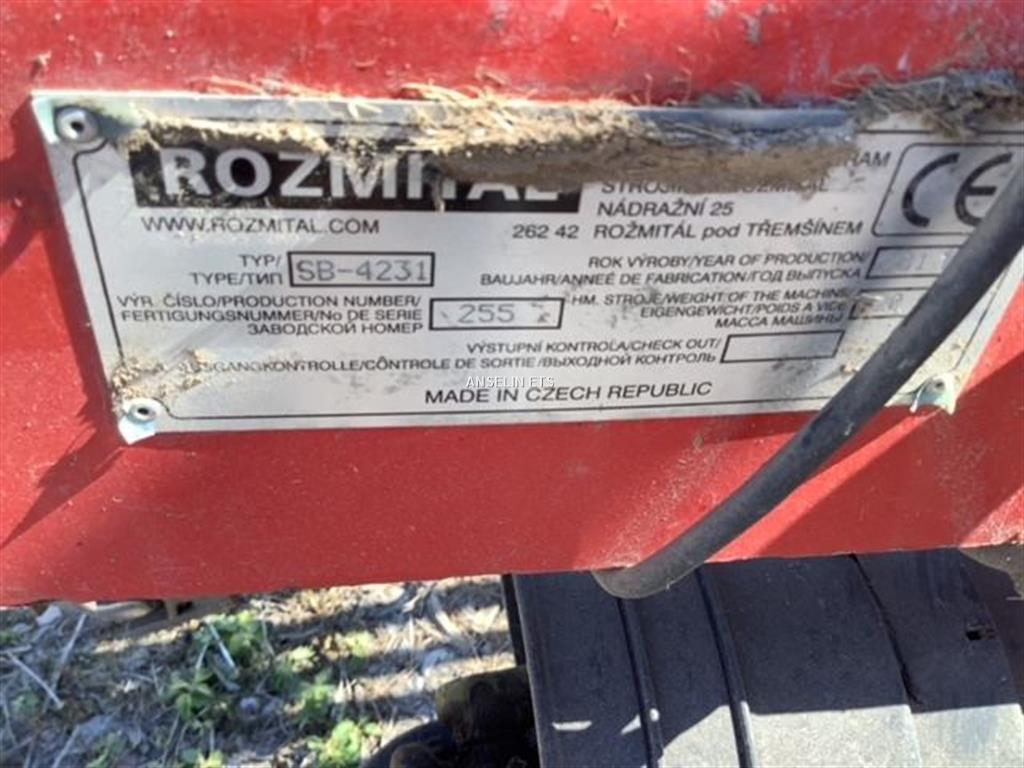 ROZMITAL
WWW.ROZMITAL.COM
NÁDRAŽNÍ 25
262 42 ROŽMITÁL pod TŘEMŠÍNEM
CE
TYP/
TYPE/ТИП
SB-4231
VÝR. ČÍSLO/PRODUCTION NUMBER/
FERTIGUNGSNUMMER/No DE SERIE
ЗАВОДСКОЙ НОМЕР
255
ROK VÝROBY/YEAR OF PRODUCTION/
BAUJAHR/ANNEÉ DE FABRICATION/ГОД ВЫПУСКА
HM. STROJE/WEIGHT OF THE MACHINE/
EIGENGEWICHT/POIDS A VIDE
МАССА МАШИНЫ
VÝSTUPNÍ KONTROLA/CHECK OUT/
AUSGANGKONTROLLE/CÔNTROLE DE SORTIE/ВЫХОДНОЙ КОНТРОЛЬ
ANSELIN ETS
MADE IN CZECH REPUBLIC